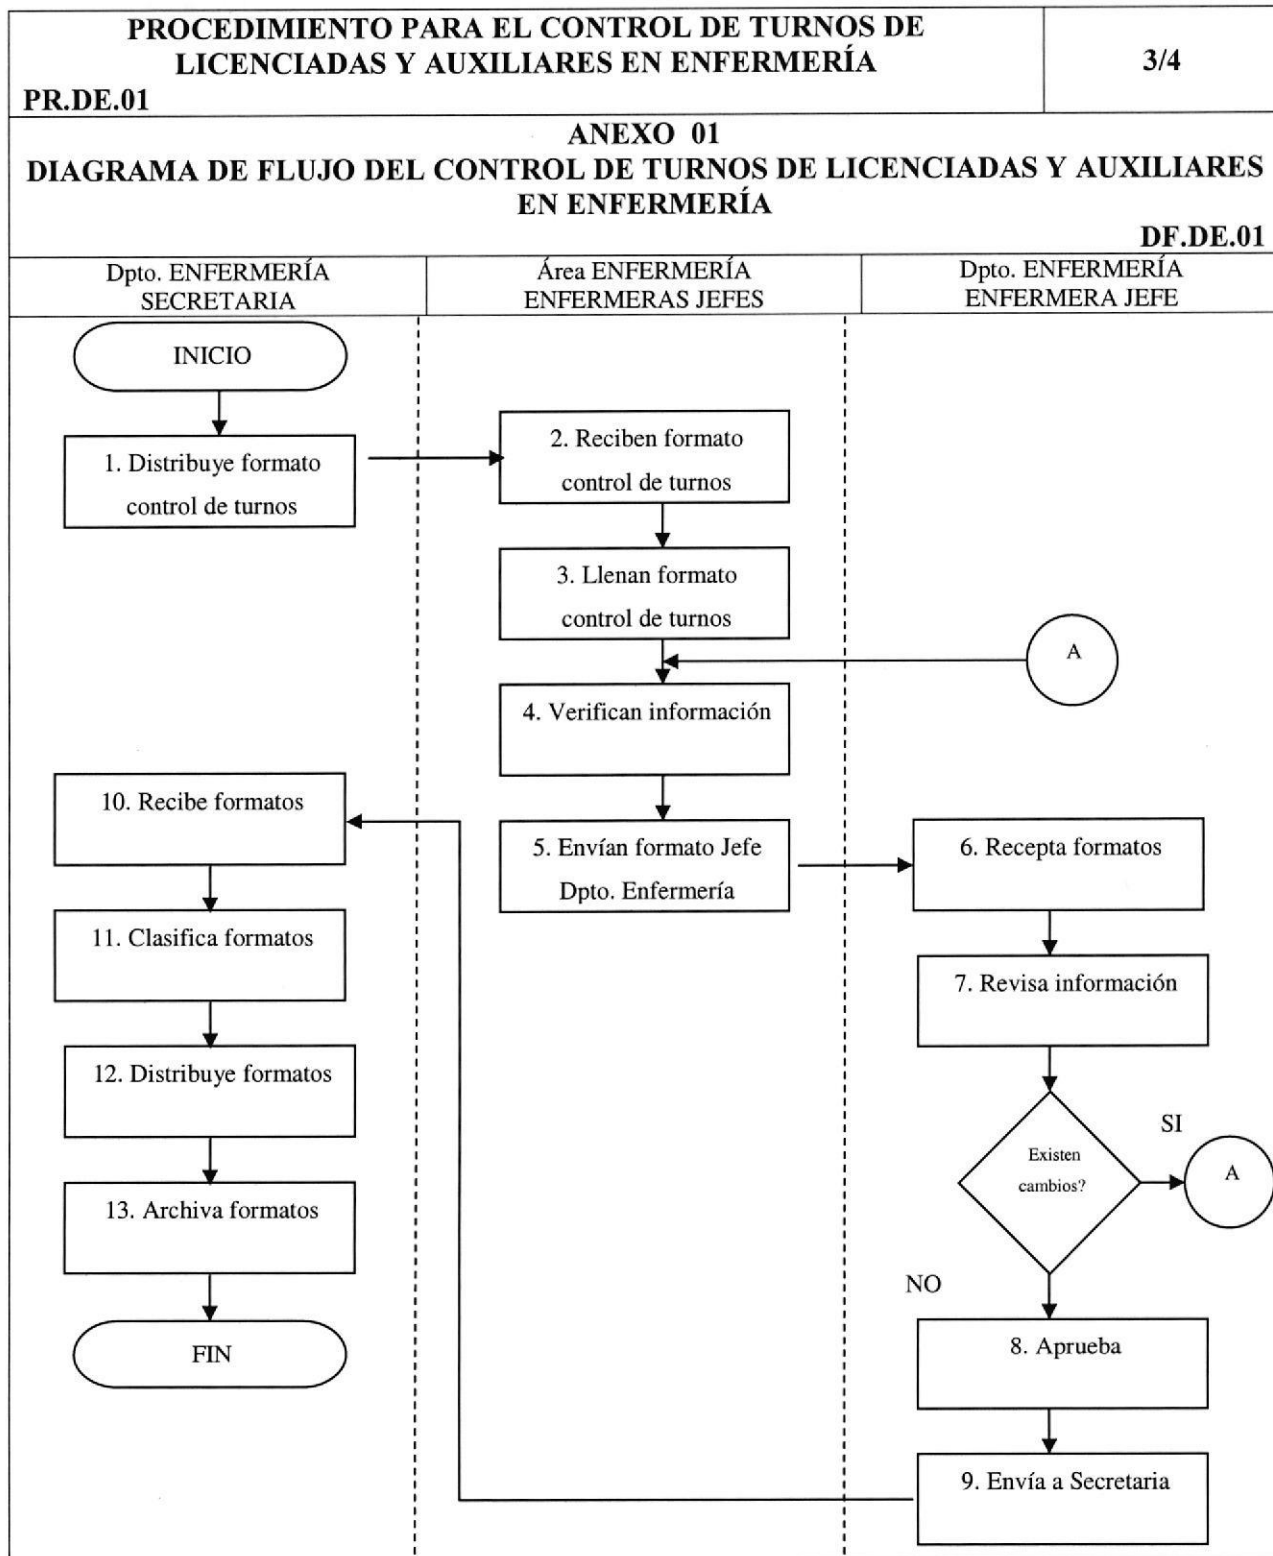 PROCEDIMIENTO PARA EL CONTROL DE TURNOS DE
LICENCIADAS Y AUXILIARES EN ENFERMERÍA
PR.DE.01
3/4
ANEXO 01
DIAGRAMA DE FLUJO DEL CONTROL DE TURNOS DE LICENCIADAS Y AUXILIARES
EN ENFERMERÍA
DF.DE.01
Dpto. ENFERMERÍA
SECRETARIA
Área ENFERMERÍA
ENFERMERAS JEFES
Dpto. ENFERMERÍA
ENFERMERA JEFE
INICIO
1. Distribuye formato
control de turnos
2. Reciben formato
control de turnos
3. Llenan formato
control de turnos
A
4. Verifican información
5. Envían formato Jefe
Dpto. Enfermería
6. Recepta formatos
7. Revisa información
Existen
cambios?
SI
A
NO
8. Aprueba
9. Envía a Secretaria
10. Recibe formatos
11. Clasifica formatos
12. Distribuye formatos
13. Archiva formatos
FIN